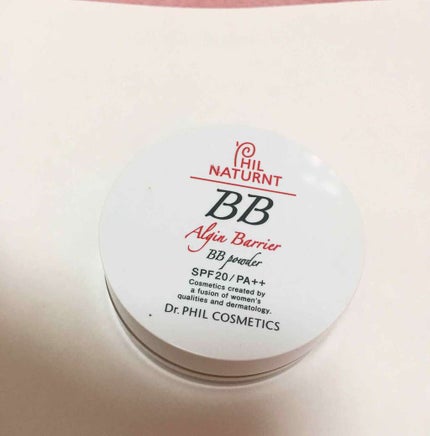 PHIL
NATURNT
BB
Algin Barrier
BB powder
SPF20/PA++
Cosmetics created by
a fusion of women's
qualities and dermatology.
Dr.PHIL COSMETICS